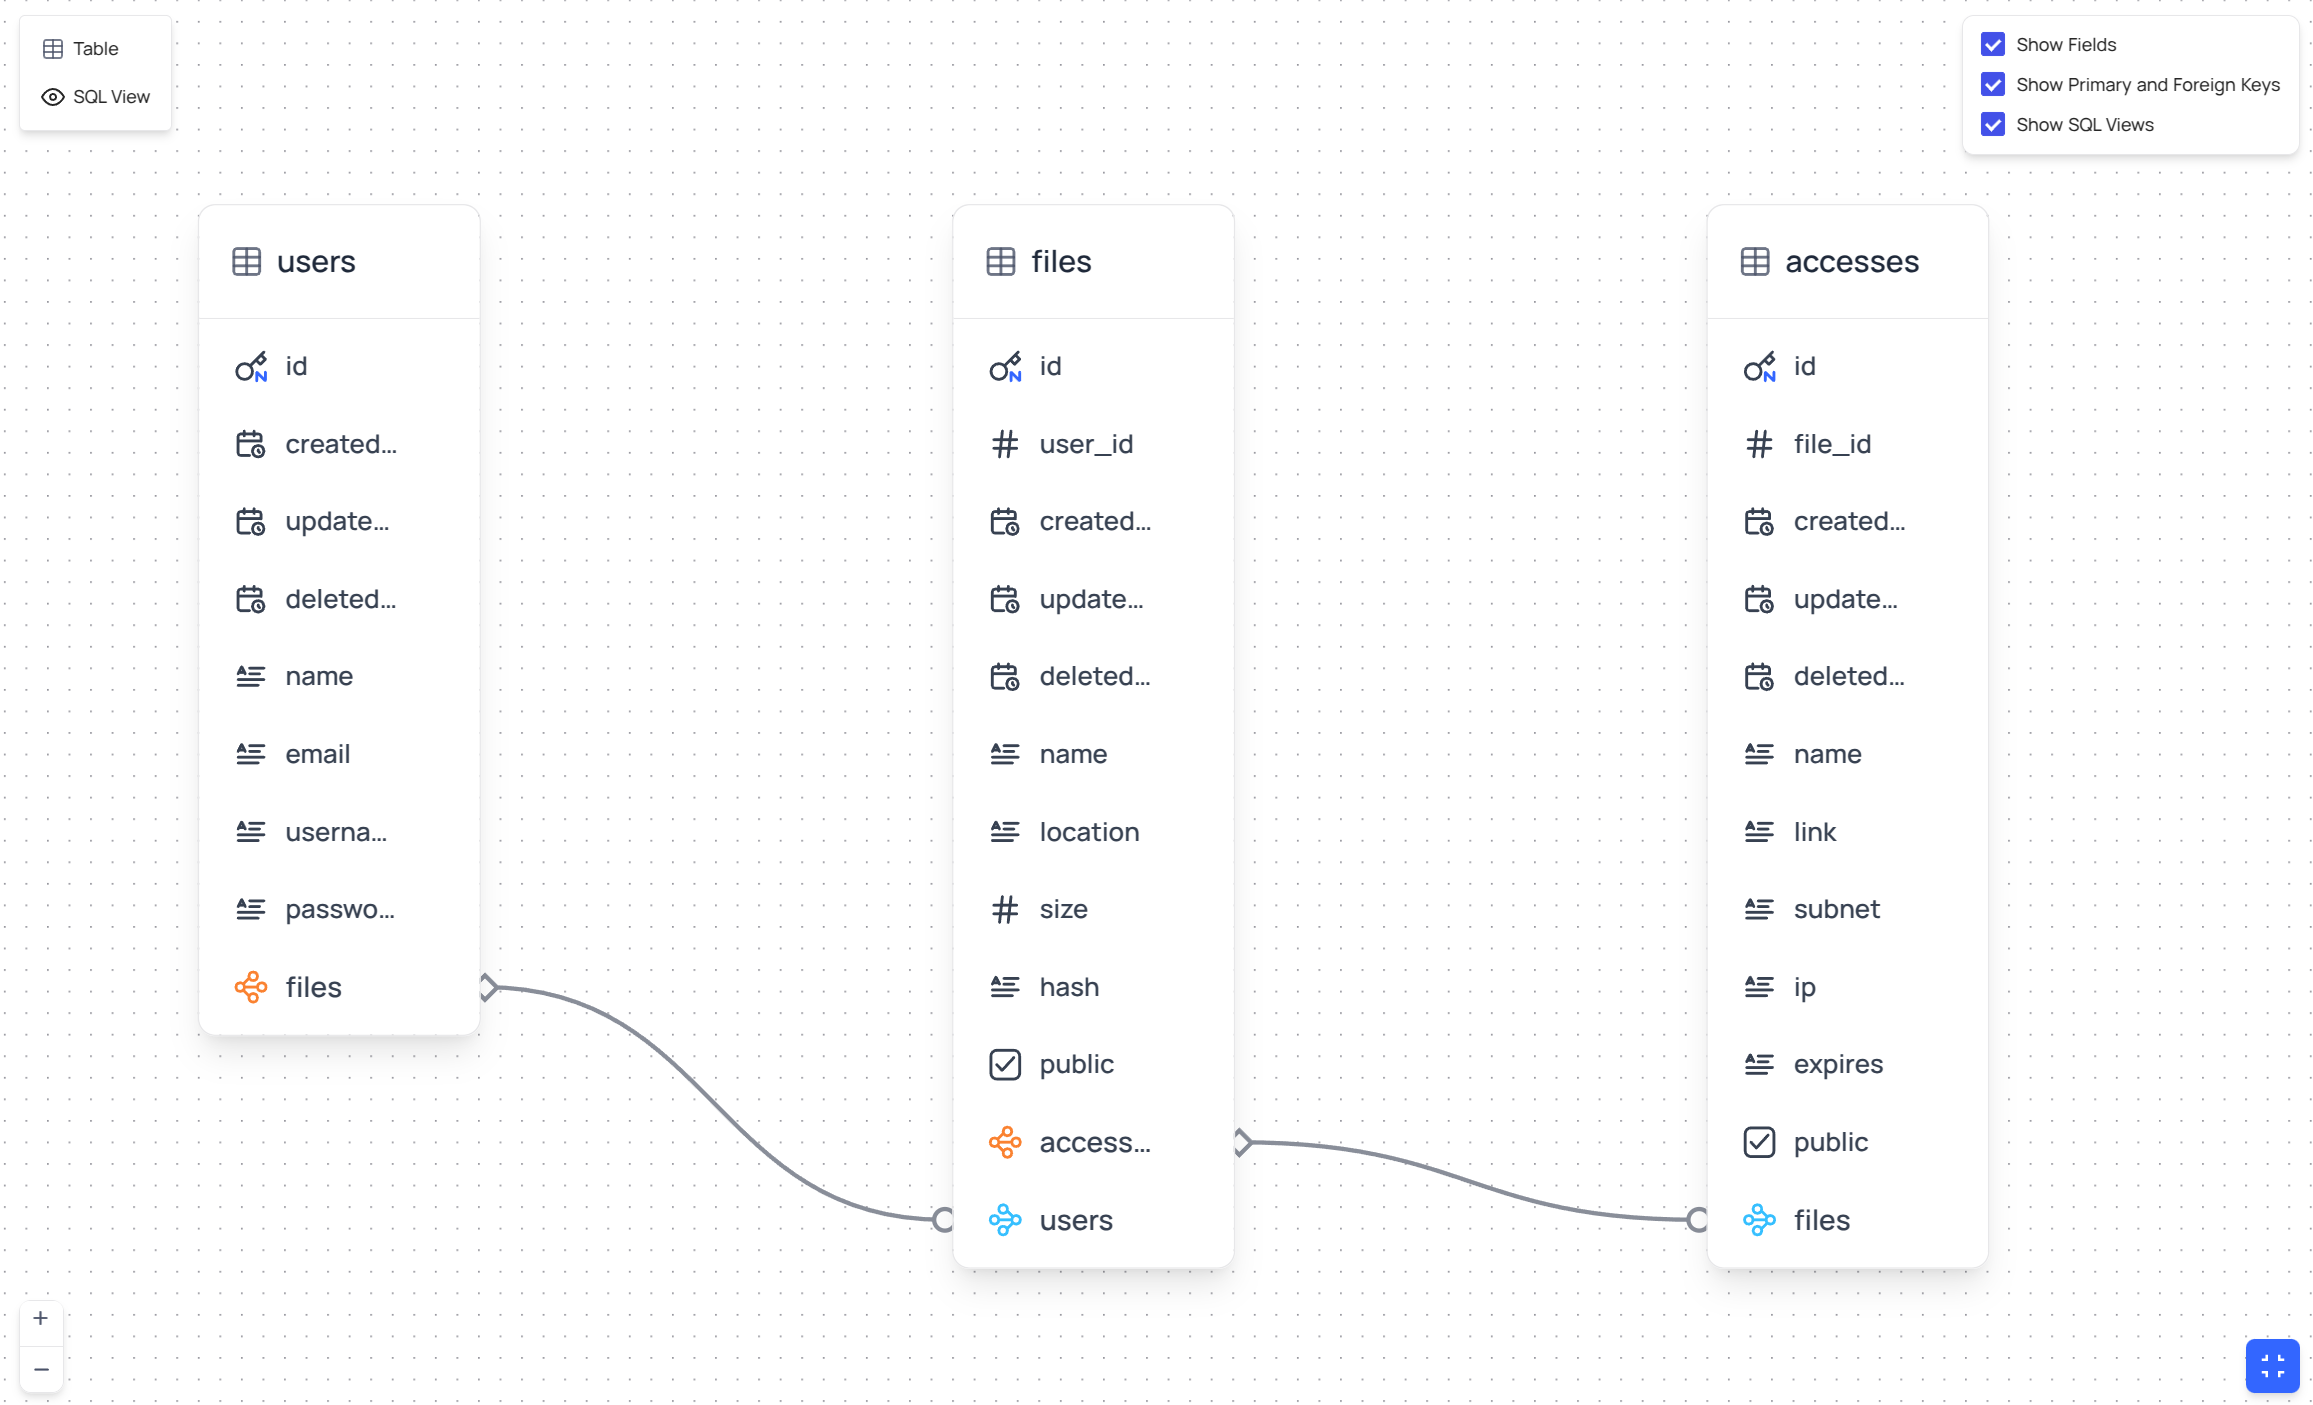 Table
SQL View
Show Fields
Show Primary and Foreign Keys
Show SQL Views
users
id
created...
update...
deleted...
name
email
userna...
passwo...
files
files
id
user_id
created...
update...
deleted...
name
location
size
hash
public
access...
users
accesses
id
file_id
created...
update...
deleted...
name
link
subnet
ip
expires
public
files